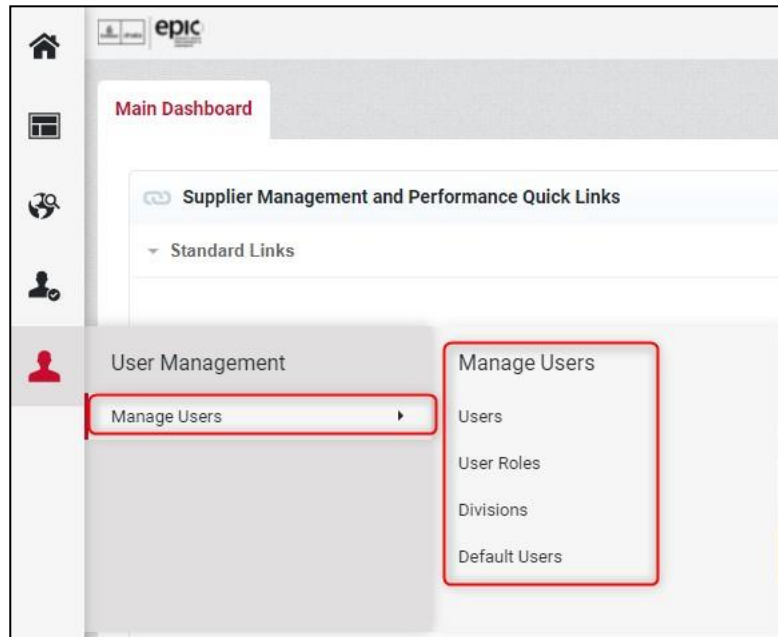 epic
Main Dashboard
Supplier Management and Performance Quick Links
Standard Links
User Management
Manage Users
Manage Users
Users
User Roles
Divisions
Default Users